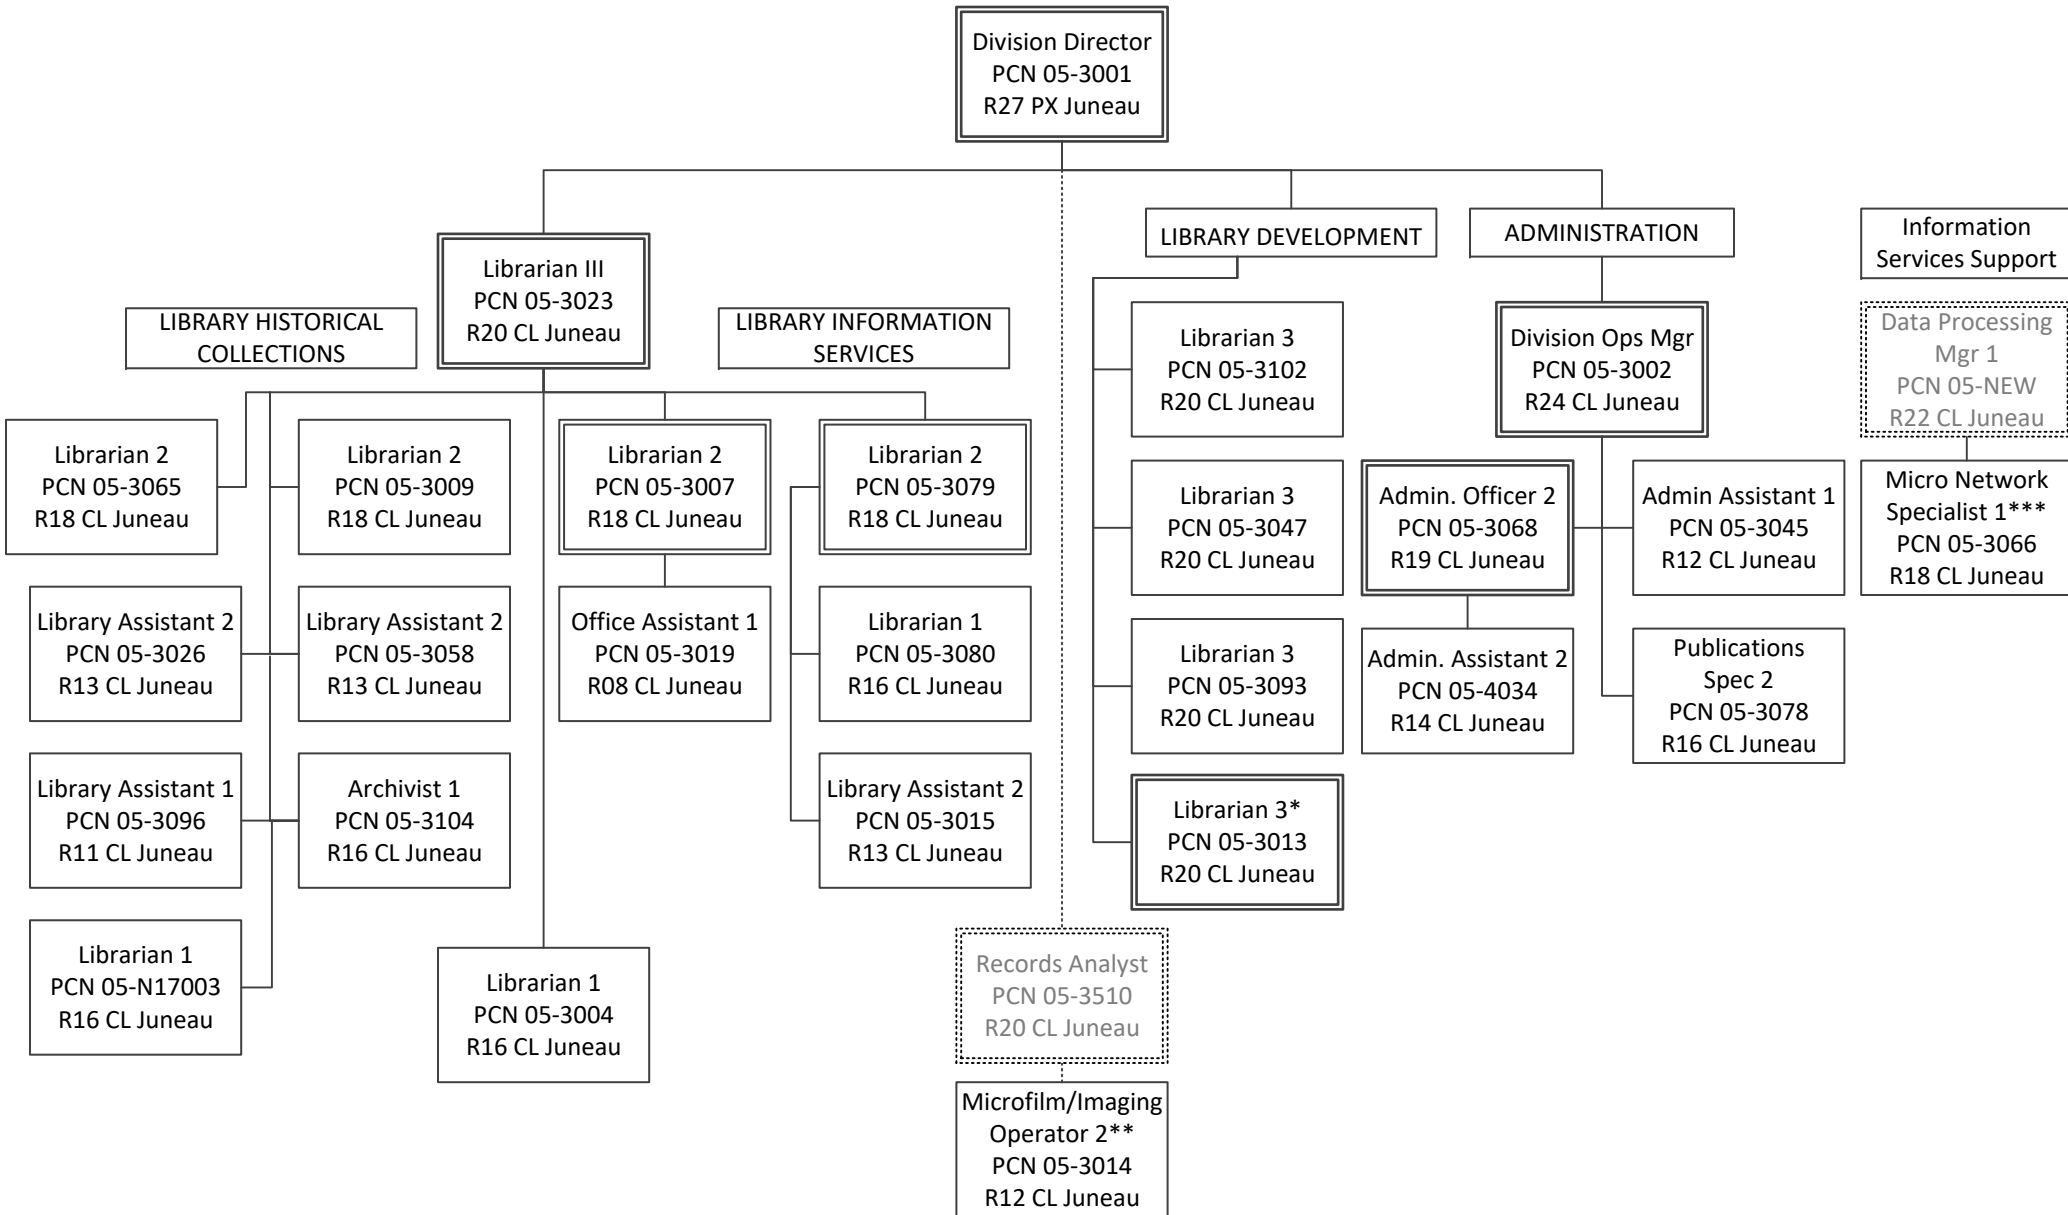 Division Director
PCN 05-3001
R27 PX Juneau
LIBRARY DEVELOPMENT
ADMINISTRATION
Information
Services Support
Librarian III
PCN 05-3023
R20 CL Juneau
LIBRARY HISTORICAL
COLLECTIONS
LIBRARY INFORMATION
SERVICES
Librarian 3
PCN 05-3102
R20 CL Juneau
Division Ops Mgr
PCN 05-3002
R24 CL Juneau
Data Processing
Mgr 1
PCN 05-NEW
R22 CL Juneau
Librarian 2
PCN 05-3065
R18 CL Juneau
Librarian 2
PCN 05-3009
R18 CL Juneau
Librarian 2
PCN 05-3007
R18 CL Juneau
Librarian 2
PCN 05-3079
R18 CL Juneau
Librarian 3
PCN 05-3047
R20 CL Juneau
Admin. Officer 2
PCN 05-3068
R19 CL Juneau
Admin Assistant 1
PCN 05-3045
R12 CL Juneau
Micro Network
Specialist 1***
PCN 05-3066
R18 CL Juneau
Library Assistant 2
PCN 05-3026
R13 CL Juneau
Library Assistant 2
PCN 05-3058
R13 CL Juneau
Office Assistant 1
PCN 05-3019
R08 CL Juneau
Librarian 1
PCN 05-3080
R16 CL Juneau
Librarian 3
PCN 05-3093
R20 CL Juneau
Admin. Assistant 2
PCN 05-4034
R14 CL Juneau
Publications
Spec 2
PCN 05-3078
R16 CL Juneau
Library Assistant 1
PCN 05-3096
R11 CL Juneau
Archivist 1
PCN 05-3104
R16 CL Juneau
Library Assistant 2
PCN 05-3015
R13 CL Juneau
Librarian 3*
PCN 05-3013
R20 CL Juneau
Librarian 1
PCN 05-N17003
R16 CL Juneau
Librarian 1
PCN 05-3004
R16 CL Juneau
Records Analyst
PCN 05-3510
R20 CL Juneau
Microfilm/Imaging
Operator 2**
PCN 05-3014
R12 CL Juneau